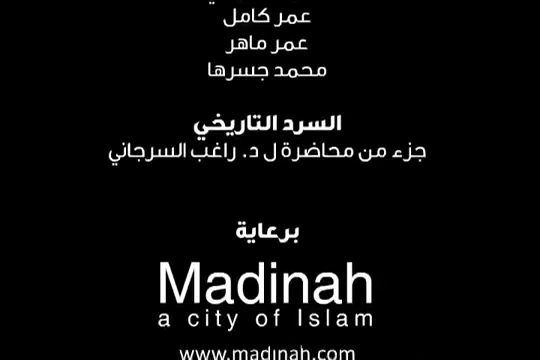 عمر كامل
عمر ماهر
محمد جسرها
السرد التاريخي
جزء من محاضرة ل د. راغب السرجاني
برعاية
Madinah
a city of Islam
www.madinah.com